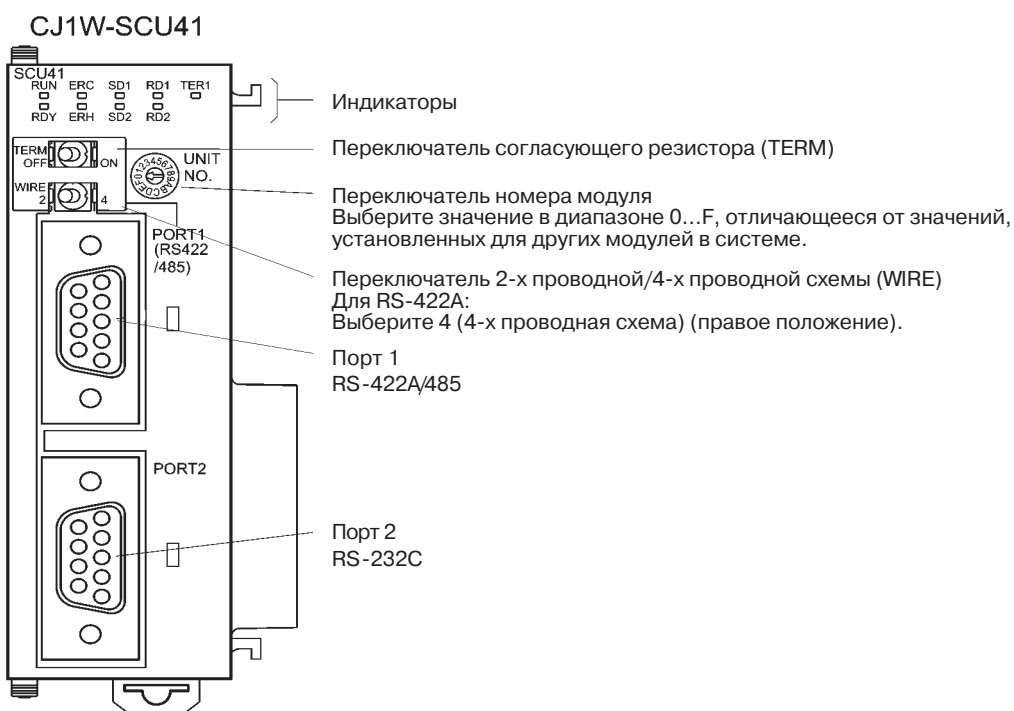 CJ1W-SCU41
SCU41
RUN ERC SD1 RD1 TER1
RDY ERH SD2 RD2
TERM
OFF ON
WIRE
2 4
0123456789ABCDEF
UNIT
NO.
PORT1
(RS422
/485)
PORT2
Индикаторы
Переключатель согласующего резистора (TERM)
Переключатель номера модуля
Выберите значение в диапазоне 0...F, отличающееся от значений,
установленных для других модулей в системе.
Переключатель 2-х проводной/4-х проводной схемы (WIRE)
Для RS-422A:
Выберите 4 (4-х проводная схема) (правое положение).
Порт 1
RS-422A/485
Порт 2
RS-232C